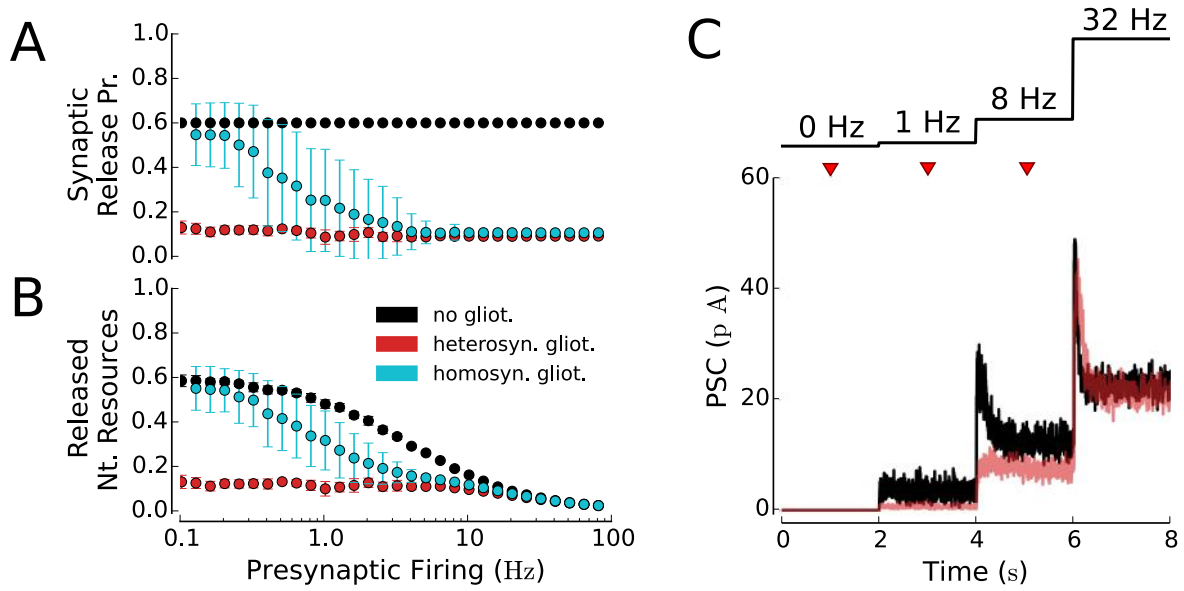 A
Synaptic
Release Pr.
1.0
0.8
0.6
0.4
0.2
0.0
B
Released
Nt. Resources
1.0
0.8
0.6
0.4
0.2
0.0
no gliot.
heterosyn. gliot.
homosyn. gliot.
0.1 1.0 10 100
Presynaptic Firing (Hz)
C
0 Hz 1 Hz 8 Hz 32 Hz
PSC (p A)
60
40
20
0
0 2 4 6 8
Time (s)